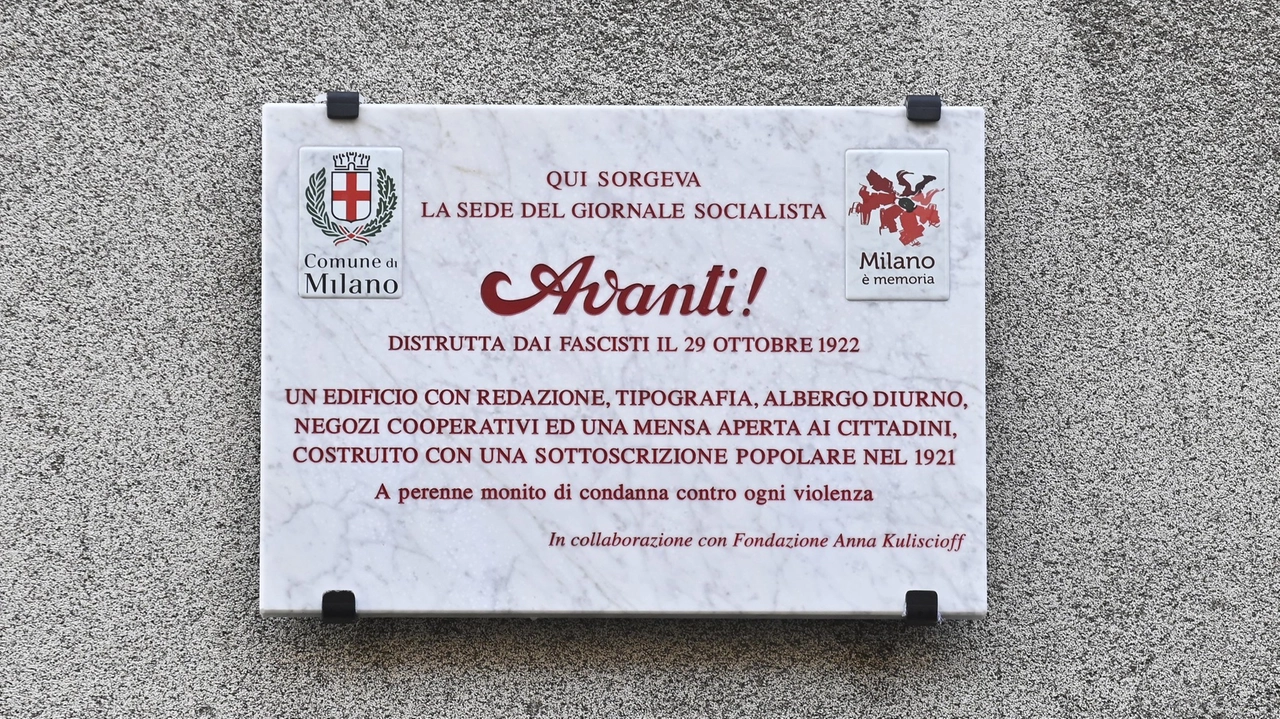 Comune di
Milano
QUI SORGEVA
LA SEDE DEL GIORNALE SOCIALISTA
Avanti!
Milano
è memoria
DISTRUTTA DAI FASCISTI IL 29 OTTOBRE 1922
UN EDIFICIO CON REDAZIONE, TIPOGRAFIA, ALBERGO DIURNO,
NEGOZI COOPERATIVI ED UNA MENSA APERTA AI CITTADINI,
COSTRUITO CON UNA SOTTOSCRIZIONE POPOLARE NEL 1921
A perenne monito di condanna contro ogni violenza
In collaborazione con Fondazione Anna Kuliscioff